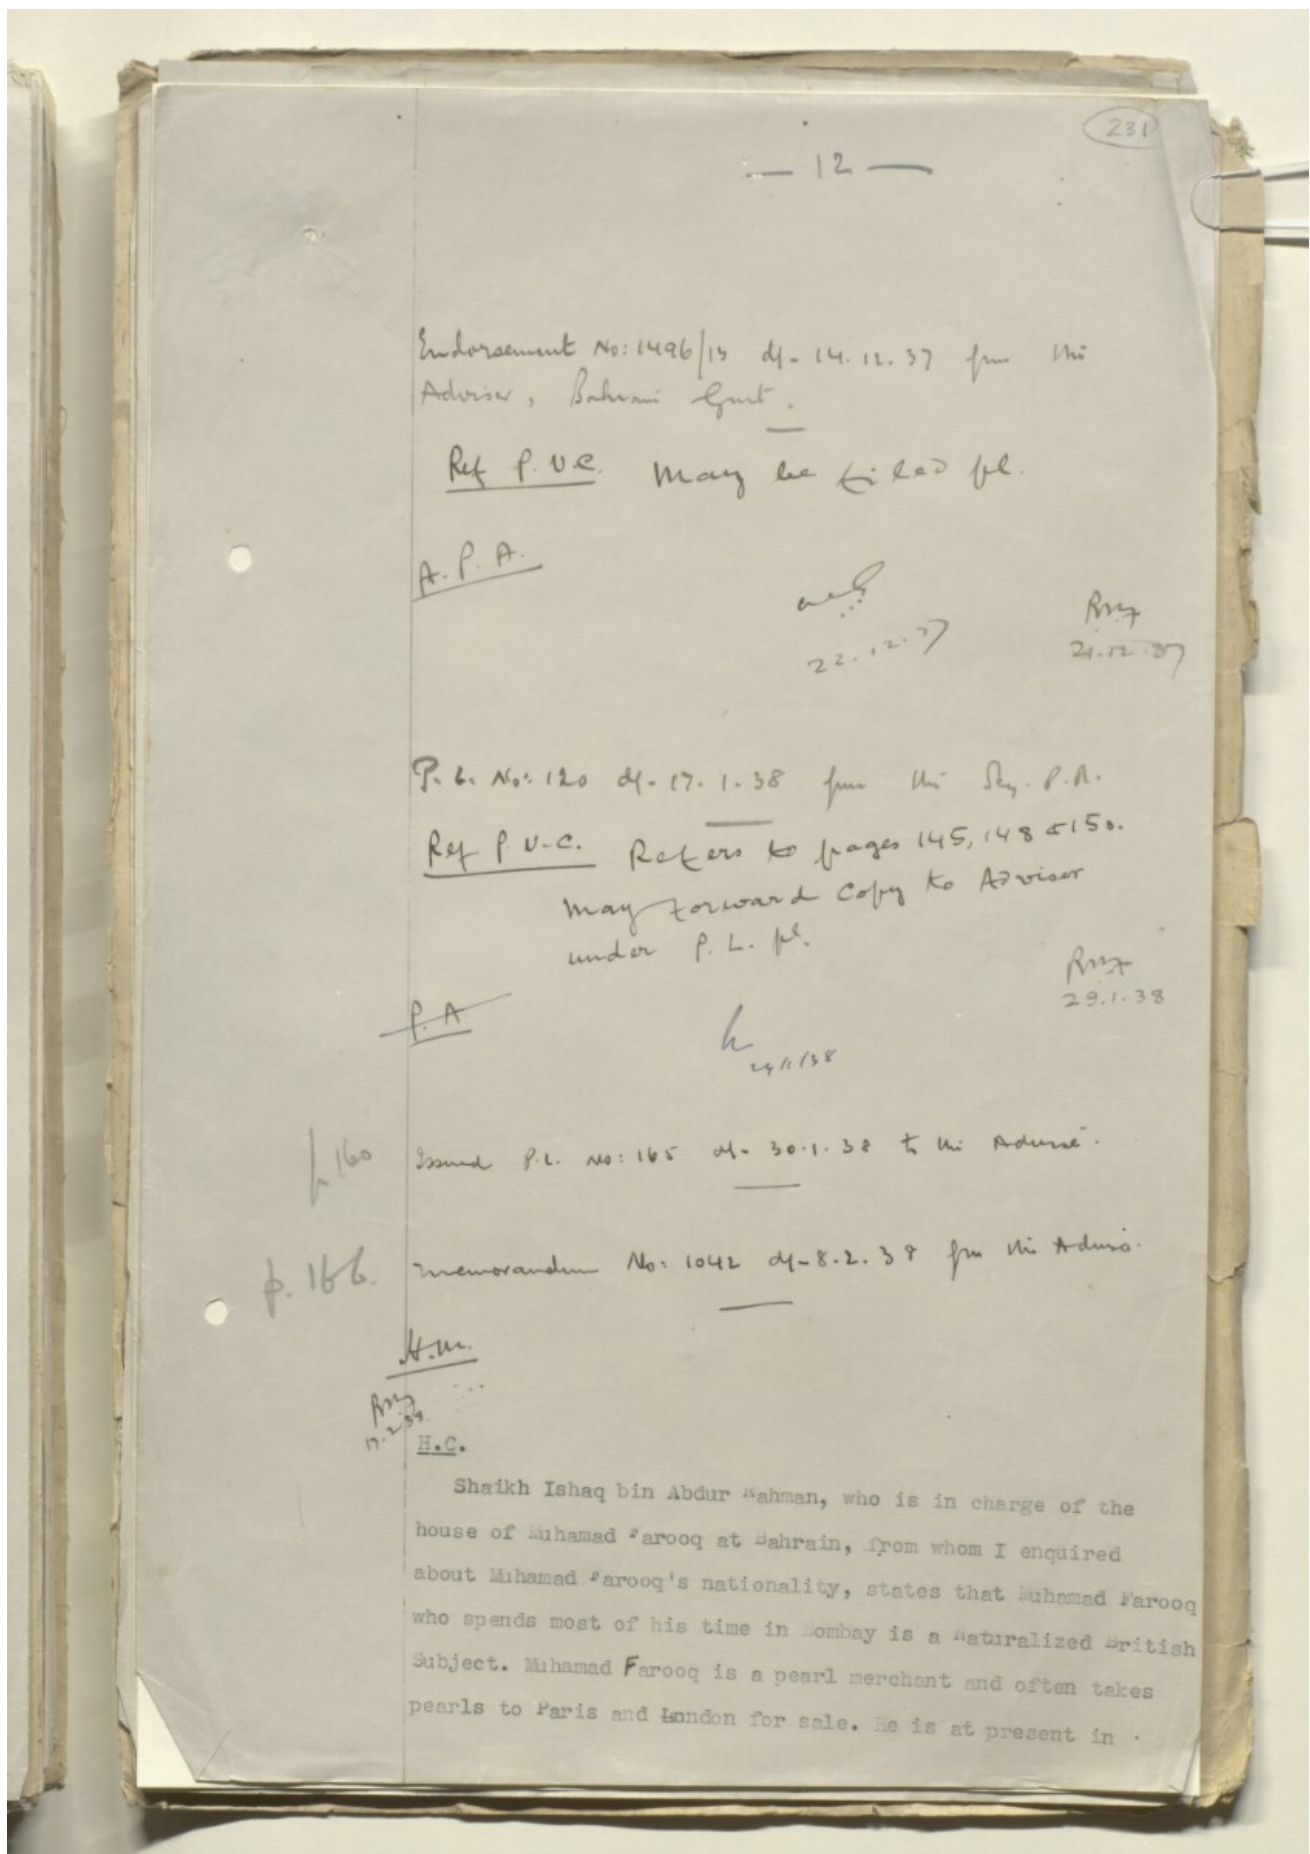 231
— 12 —
Endorsement No: 1496/13 d/- 14.12.37 from the
Adviser, Bahrain Govt.
Ref P.U.C. May be filed pl.
A.P.A.
22.12.37
21.12.37
P.L. No: 120 d/- 17.1.38 from the Secy. P.R.
Ref P.U.C. Refers to pages 145, 148 & 150.
May forward copy to Adviser
under P.L. pl.
29.1.38
P.A
29/1/38
p. 160
Issued P.L. No: 165 d/- 30.1.38 to the Adviser.
p. 166.
Memorandum No: 1042 d/- 8.2.38 from the Adviser.
H.M.
H.C.
Shaikh Ishaq bin Abdur Rahman, who is in charge of the
house of Muhamad Farooq at Bahrain, from whom I enquired
about Muhamad Farooq's nationality, states that Muhamad Farooq
who spends most of his time in Bombay is a Naturalized British
Subject. Muhamad Farooq is a pearl merchant and often takes
pearls to Paris and London for sale. He is at present in